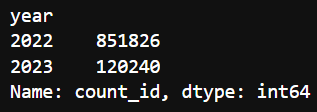 year
2022    851826
2023    120240
Name: count_id, dtype: int64